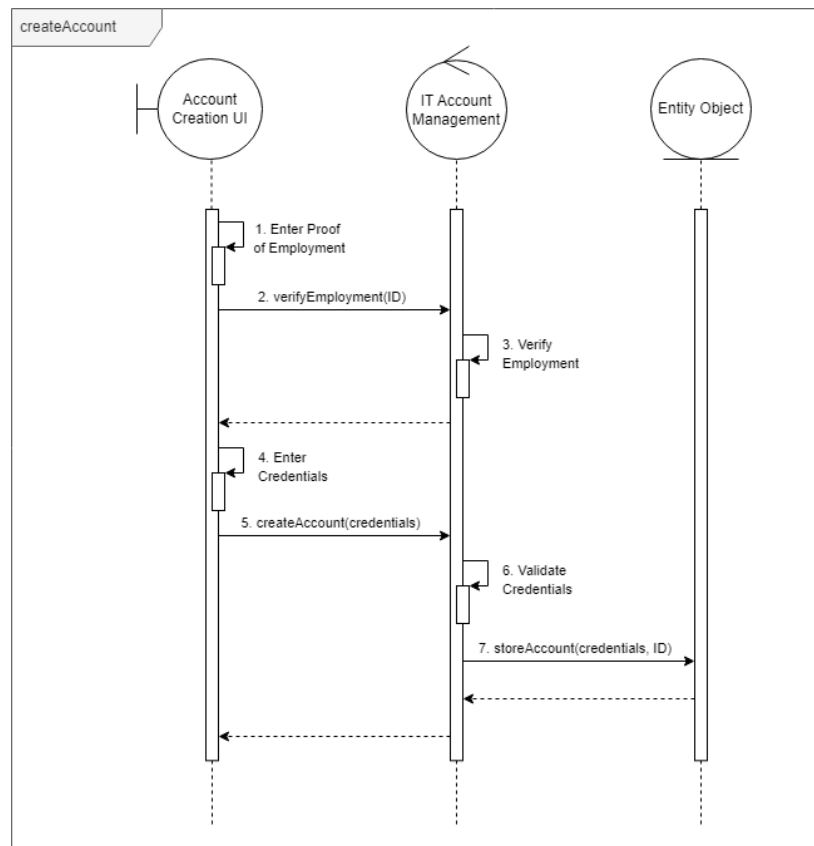 createAccount
Account
Creation UI
IT Account
Management
Entity Object
1. Enter Proof
of Employment
2. verifyEmployment(ID)
3. Verify
Employment
4. Enter
Credentials
5. createAccount(credentials)
6. Validate
Credentials
7. storeAccount(credentials, ID)